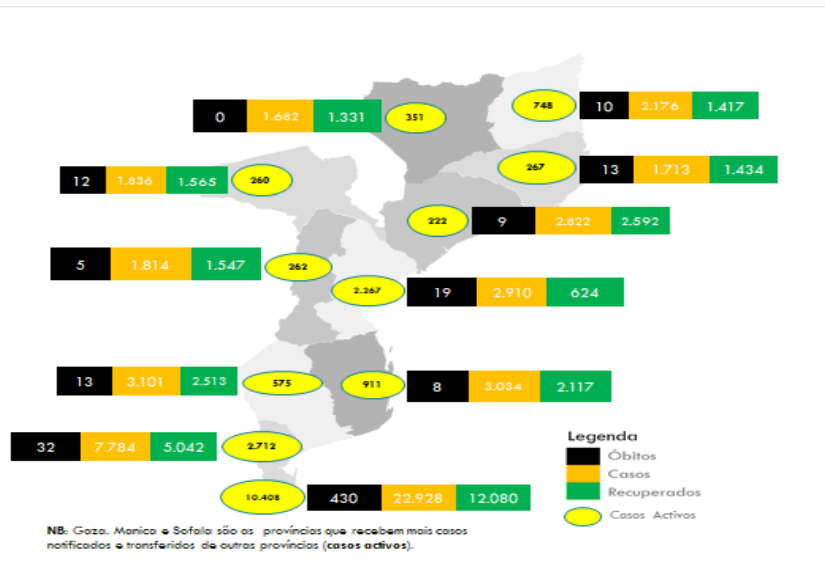 748 10 2.176 1.417
0 1.682 1.331 351
267 13 1.713 1.434
12 1.836 1.565 260
222 9 2.822 2.592
5 1.814 1.547 262
2.267 19 2.910 624
13 3.101 2.513 575
911 8 3.034 2.117
32 7.784 5.042 2.712
10.408 430 22.928 12.080
Legenda
Óbitos
Casos
Recuperados
Casos Activos
NB: Gaza. Manica e Sofala são as províncias que recebem mais casos
notificados e transferidos de outras províncias (casos activos).